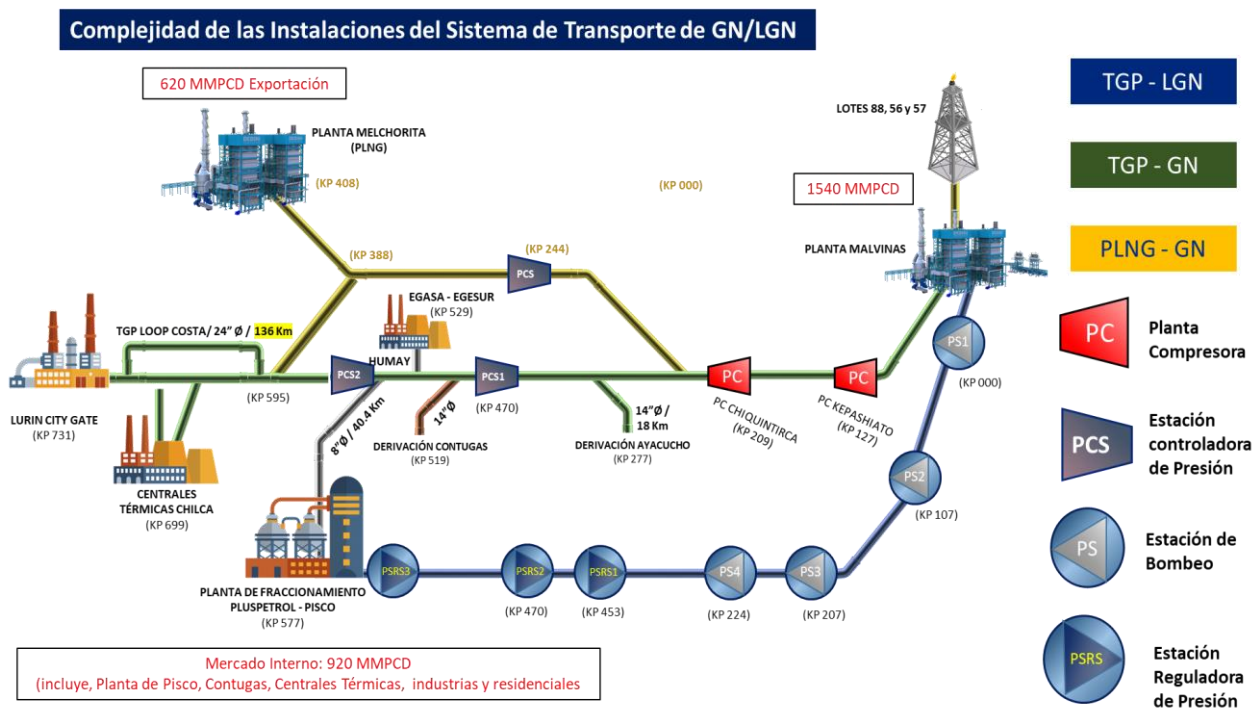 Complejidad de las Instalaciones del Sistema de Transporte de GN/LGN
620 MMPCD Exportación
PLANTA MELCHORITA
(PLNG)
(KP 408)
(KP 000)
LOTES 88, 56 y 57
1540 MMPCD
PLANTA MALVINAS
(KP 388)
(KP 244)
PCS
EGASA - EGESUR
(KP 529)
TGP LOOP COSTA/ 24" Ø / 136 Km
HUMAY
PCS2
PCS1
PC
PC
PS1
(KP 000)
LURIN CITY GATE
(KP 731)
(KP 595)
(KP 470)
8"Ø / 40.4 Km
14"Ø
14"Ø /
18 Km
PC CHIQUINTIRCA
(KP 209)
PC KEPASHIATO
(KP 127)
DERIVACIÓN CONTUGAS
(KP 519)
DERIVACIÓN AYACUCHO
(KP 277)
CENTRALES
TÉRMICAS CHILCA
(KP 699)
PS2
(KP 107)
PSRS3
PSRS2
PSRS1
PS4
PS3
(KP 470)
(KP 453)
(KP 224)
(KP 207)
PLANTA DE FRACCIONAMIENTO
PLUSPETROL - PISCO
(KP 577)
Mercado Interno: 920 MMPCD
(incluye, Planta de Pisco, Contugas, Centrales Térmicas, industrias y residenciales
TGP - LGN
TGP - GN
PLNG - GN
PC
Planta
Compresora
PCS
Estación
controladora
de Presión
PS
Estación de
Bombeo
PSRS
Estación
Reguladora
de Presión